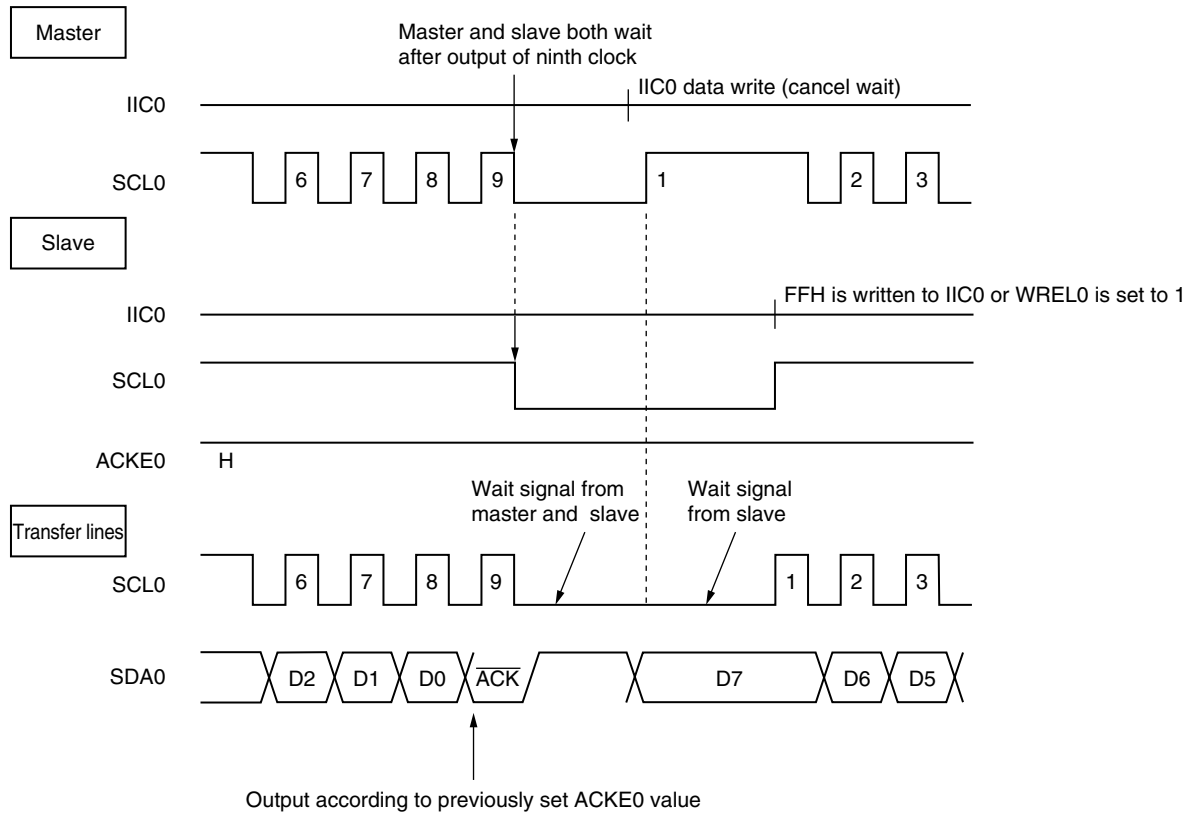 Master
Master and slave both wait
after output of ninth clock
IIC0 data write (cancel wait)
IIC0
SCL0 6 7 8 9 1 2 3
Slave
FFH is written to IIC0 or WREL0 is set to 1
IIC0
SCL0
ACKE0 H
Wait signal from
master and slave
Wait signal
from slave
Transfer lines
SCL0 6 7 8 9 1 2 3
SDA0 D2 D1 D0 ACK D7 D6 D5
Output according to previously set ACKE0 value